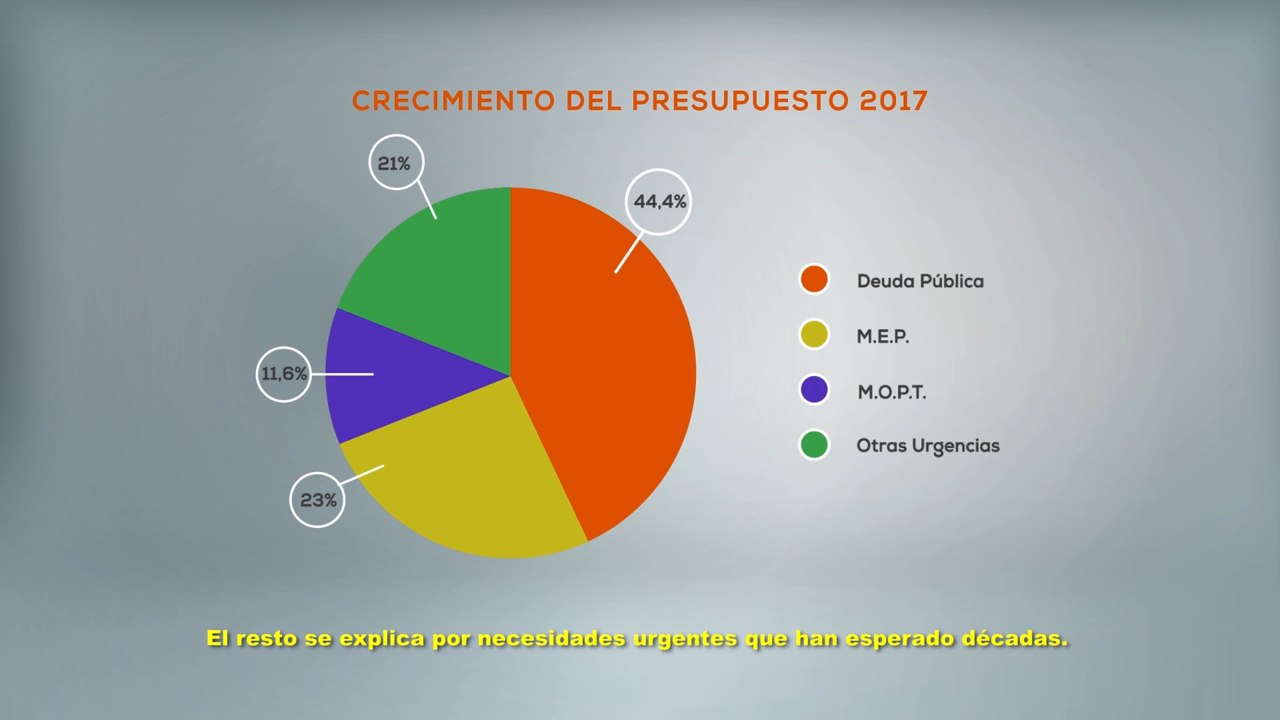 CRECIMIENTO DEL PRESUPUESTO 2017
21%
44,4%
11,6%
23%
Deuda Pública
M.E.P.
M.O.P.T.
Otras Urgencias
El resto se explica por necesidades urgentes que han esperado décadas.